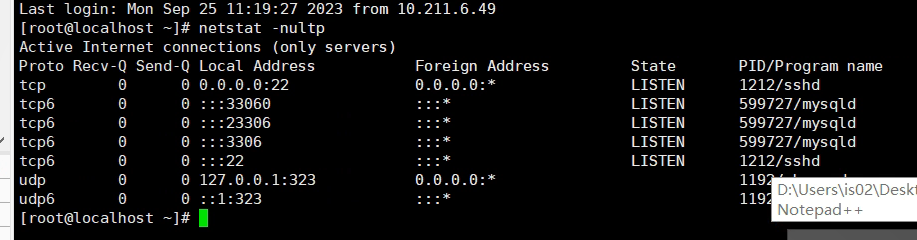 Last login: Mon Sep 25 11:19:27 2023 from 10.211.6.49
[root@localhost ~]# netstat -nultp
Active Internet connections (only servers)
Proto Recv-Q Send-Q Local Address           Foreign Address         State       PID/Program name
tcp        0      0 0.0.0.0:22              0.0.0.0:*               LISTEN      1212/sshd
tcp6       0      0 :::33060                :::*                    LISTEN      599727/mysqld
tcp6       0      0 :::23306                :::*                    LISTEN      599727/mysqld
tcp6       0      0 :::3306                 :::*                    LISTEN      599727/mysqld
tcp6       0      0 :::22                   :::*                    LISTEN      1212/sshd
udp        0      0 127.0.0.1:323           0.0.0.0:*                           1192/
udp6       0      0 ::1:323                 :::*                                1192
[root@localhost ~]#
D:\Users\is02\Deskt
Notepad++